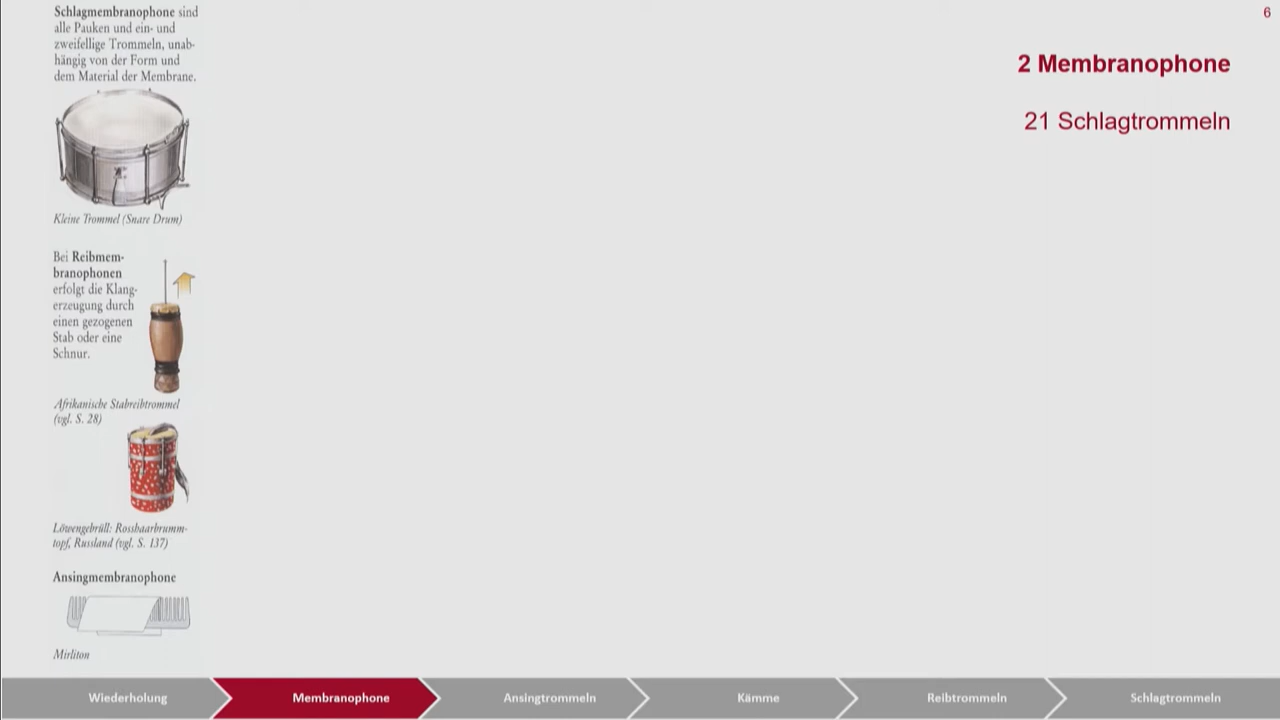 Schlagmembranophone sind
alle Pauken und ein- und
zweifellige Trommeln, unab-
hängig von der Form und
dem Material der Membrane.
Kleine Trommel (Snare Drum)
Bei Reibmem-
branophonen
erfolgt die Klang-
erzeugung durch
einen gezogenen
Stab oder eine
Schnur.
Afrikanische Stabreibtrommel
(vgl. S. 28)
Löwengebrüll: Rosshaarbrumm-
topf, Russland (vgl. S. 137)
Ansingmembranophone
Mirliton
6
2 Membranophone
21 Schlagtrommeln
Wiederholung
Membranophone
Ansingtrommeln
Kämme
Reibtrommeln
Schlagtrommeln